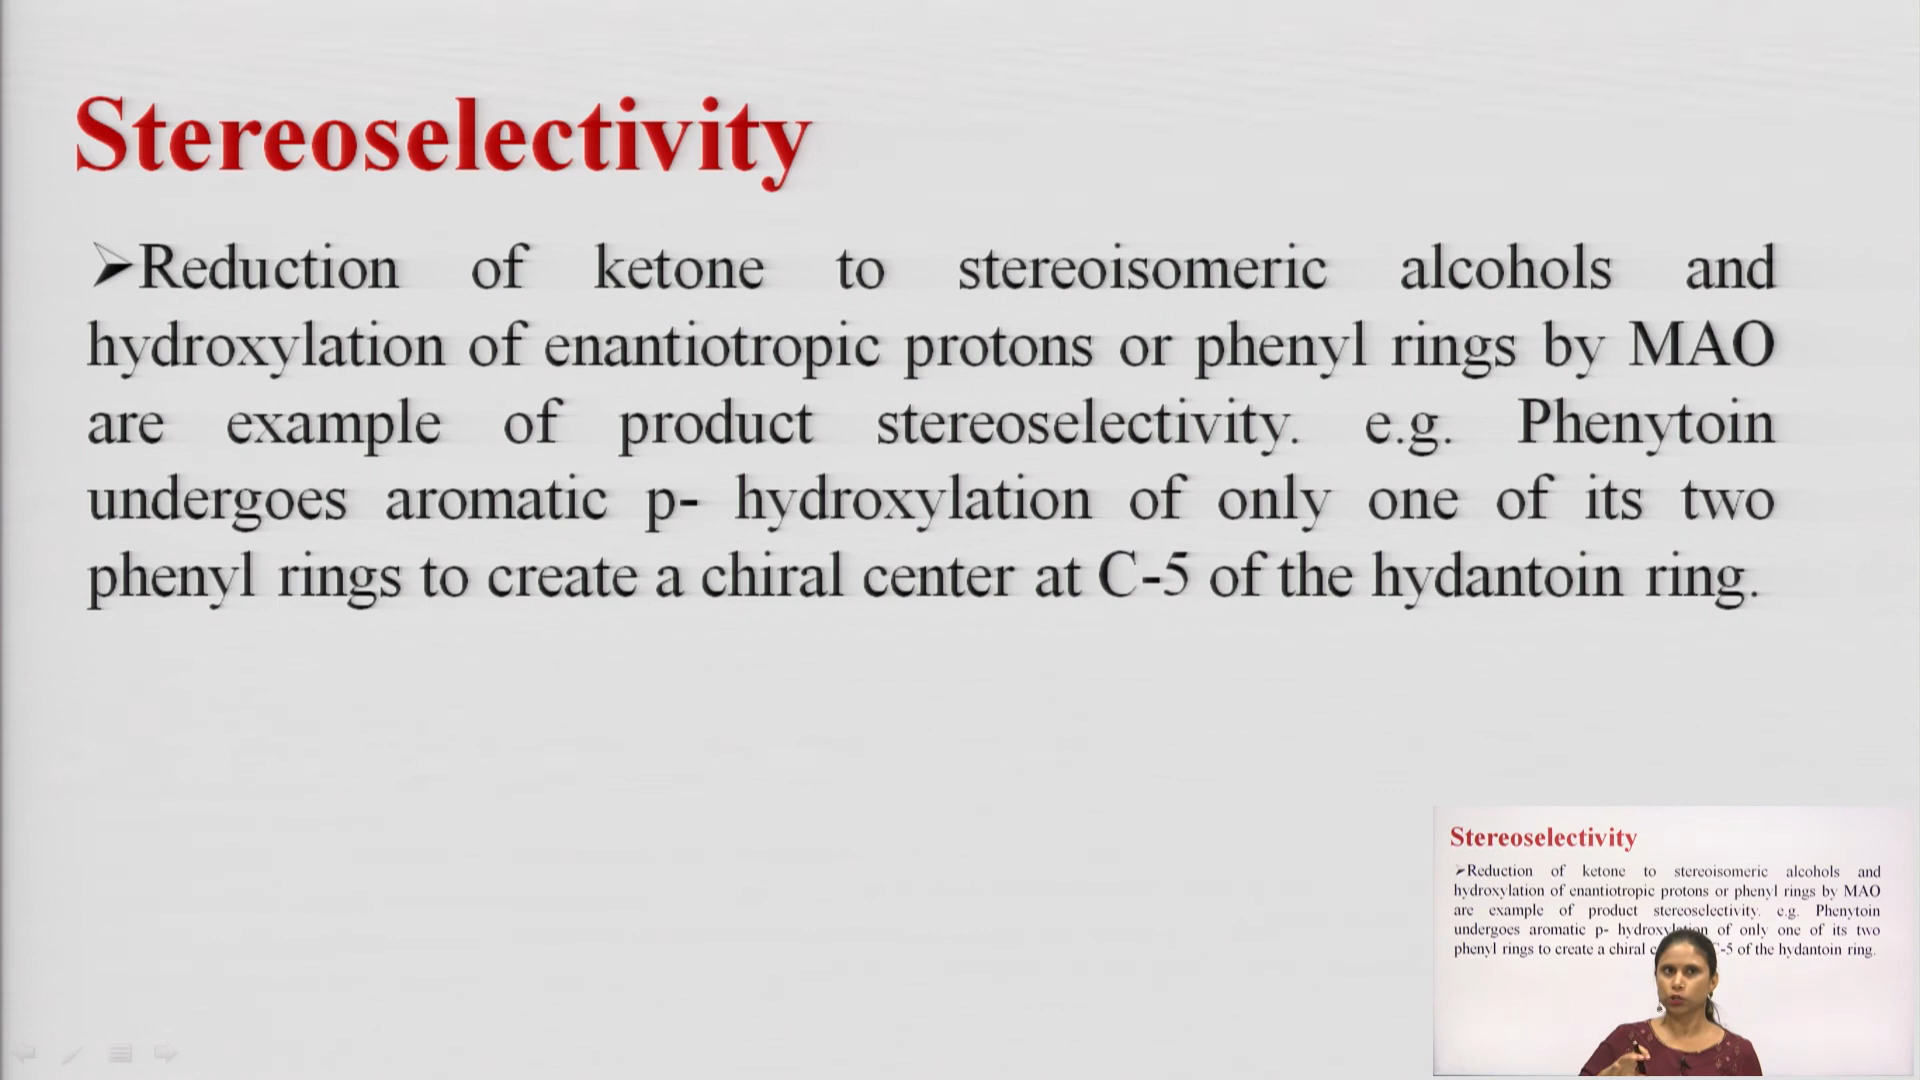 Stereoselectivity
➢Reduction of ketone to stereoisomeric alcohols and
hydroxylation of enantiotropic protons or phenyl rings by MAO
are example of product stereoselectivity. e.g. Phenytoin
undergoes aromatic p- hydroxylation of only one of its two
phenyl rings to create a chiral center at C-5 of the hydantoin ring.
Stereoselectivity
➢Reduction of ketone to stereoisomeric alcohols and
hydroxylation of enantiotropic protons or phenyl rings by MAO
are example of product stereoselectivity. e.g. Phenytoin
undergoes aromatic p- hydroxylation of only one of its two
phenyl rings to create a chiral -5 of the hydantoin ring.